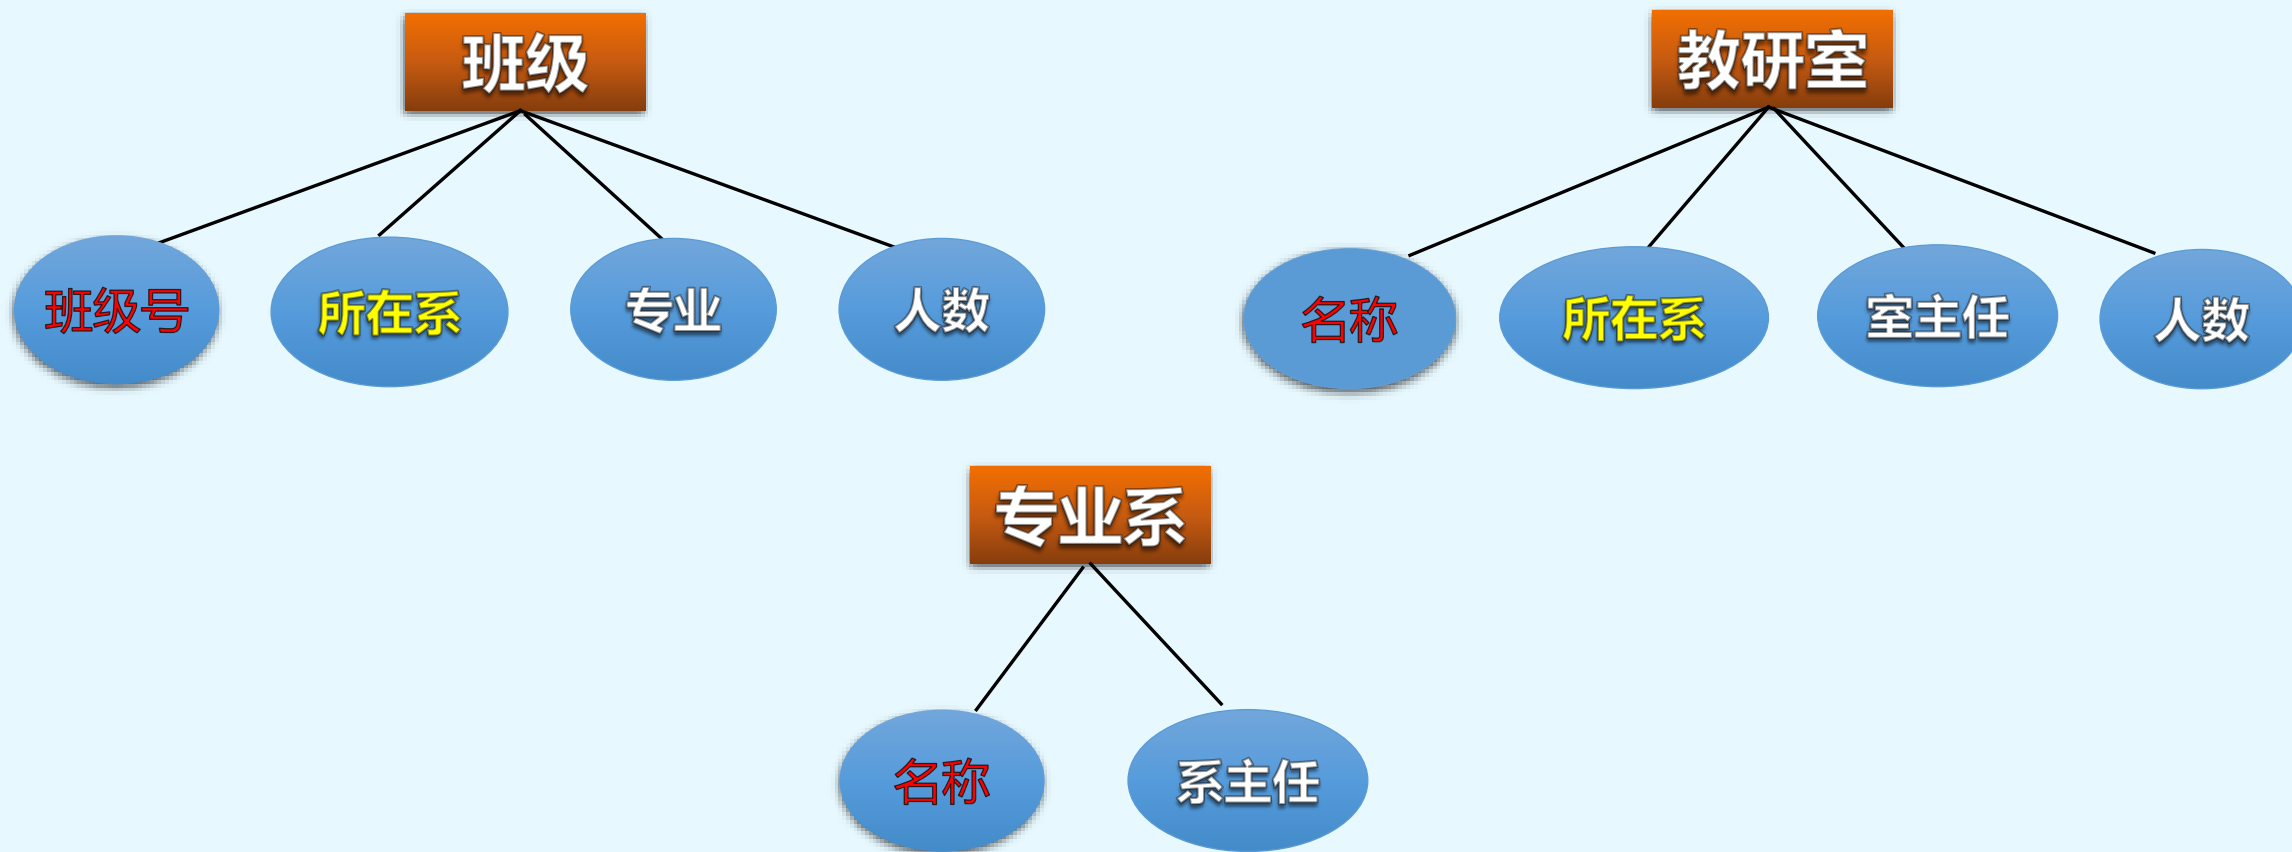 班级
教研室
班级号
所在系
专业
人数
名称
所在系
室主任
人数
专业系
名称
系主任